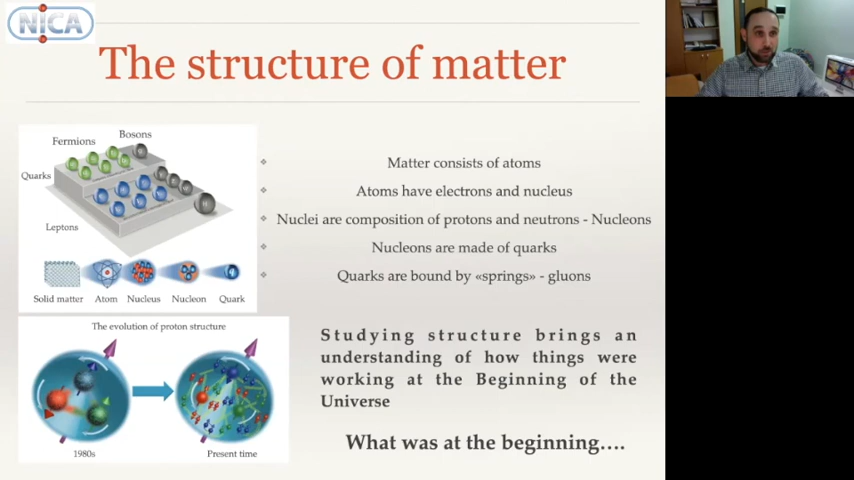 NICA
The structure of matter
Bosons
Fermions
Quarks
Leptons
Solid matter Atom Nucleus Nucleon Quark
Matter consists of atoms
Atoms have electrons and nucleus
Nuclei are composition of protons and neutrons - Nucleons
Nucleons are made of quarks
Quarks are bound by «springs» - gluons
The evolution of proton structure
1980s
Present time
Studying structure brings an
understanding of how things were
working at the Beginning of the
Universe
What was at the beginning….